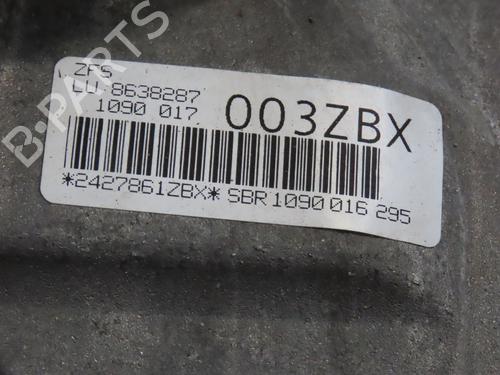 ZFS
LU 8638287
1090 017
003ZBX
*2427861ZBX* SBR 1090 016 295
B-PARTS